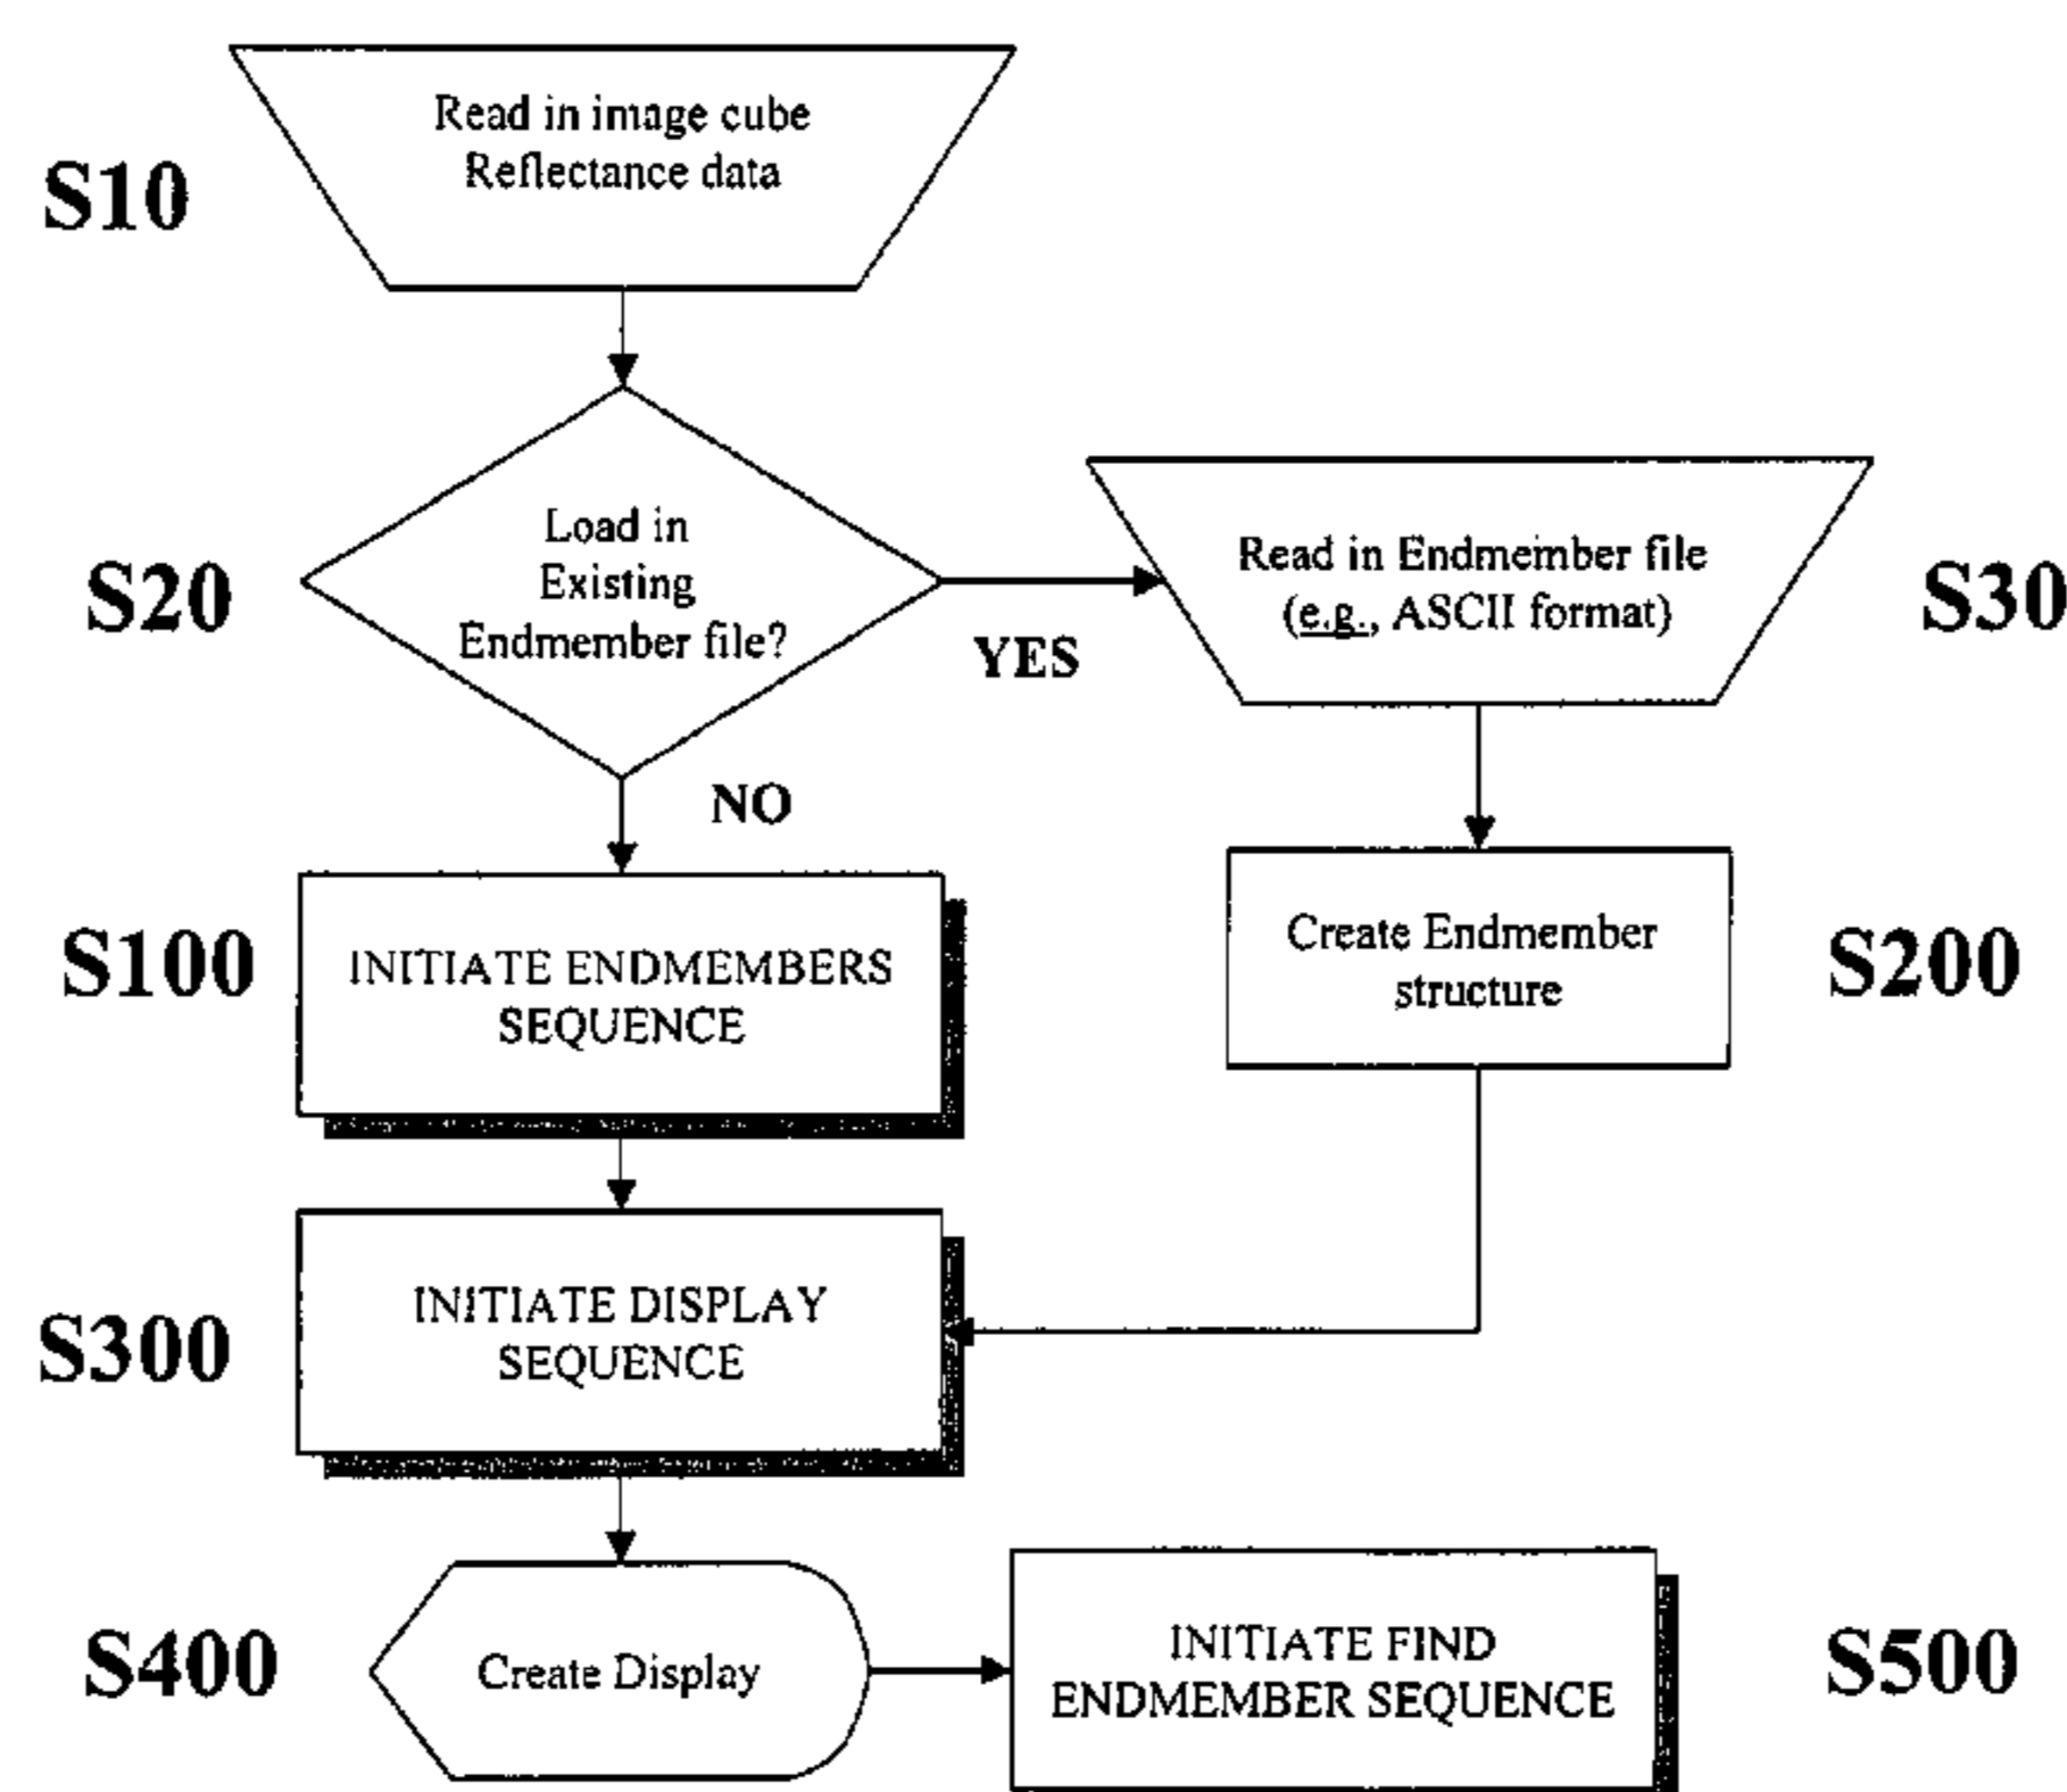 Read in image cube
Reflectance data
S10
Load in
Existing
Endmember file?
S20
YES
Read in Endmember file
(e.g., ASCII format)
S30
NO
S100
INITIATE ENDMEMBERS
SEQUENCE
Create Endmember
structure
S200
S300
INITIATE DISPLAY
SEQUENCE
S400
Create Display
INITIATE FIND
ENDMEMBER SEQUENCE
S500